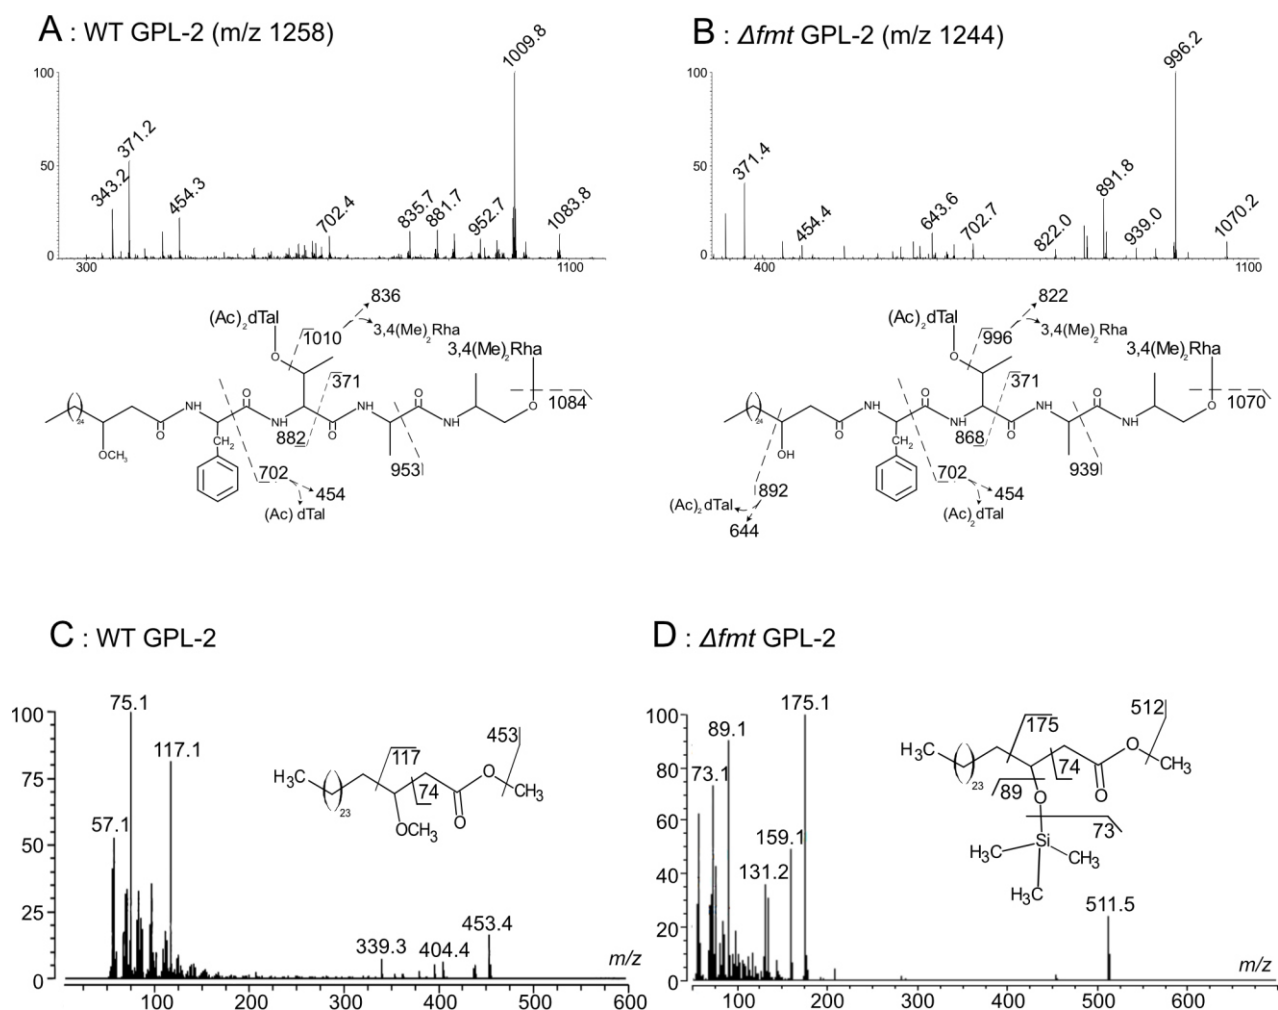 A : WT GPL-2 (m/z 1258)
100
50
0
343.2
371.2
454.3
702.4
835.7
881.7
952.7
1009.8
1083.8
300
1100
(Ac)2dTal
836
1010
3,4(Me)2Rha
3,4(Me)2Rha
O
371
1084
O
NH
NH
O
()24
O
NH
882
O
NH
OCH3
CH2
953
702
454
(Ac) dTal
B : Δfmt GPL-2 (m/z 1244)
100
50
0
371.4
454.4
643.6
702.7
822.0
891.8
939.0
996.2
1070.2
400
1100
(Ac)2dTal
822
996
3,4(Me)2Rha
3,4(Me)2Rha
O
371
1070
O
NH
NH
O
()24
O
NH
868
O
NH
OH
CH2
939
892
702
454
(Ac)2dTal
(Ac)2dTal
644
C : WT GPL-2
100
75
50
25
0
57.1
75.1
117.1
339.3
404.4
453.4
m/z
100
200
300
400
500
600
H3C
()23
117
74
453
O
CH3
OCH3
O
D : Δfmt GPL-2
100
80
60
40
20
0
73.1
89.1
131.2
159.1
175.1
511.5
m/z
100
200
300
400
500
600
H3C
()23
175
74
512
O
CH3
89
O
O
73
Si
H3C
CH3
H3C